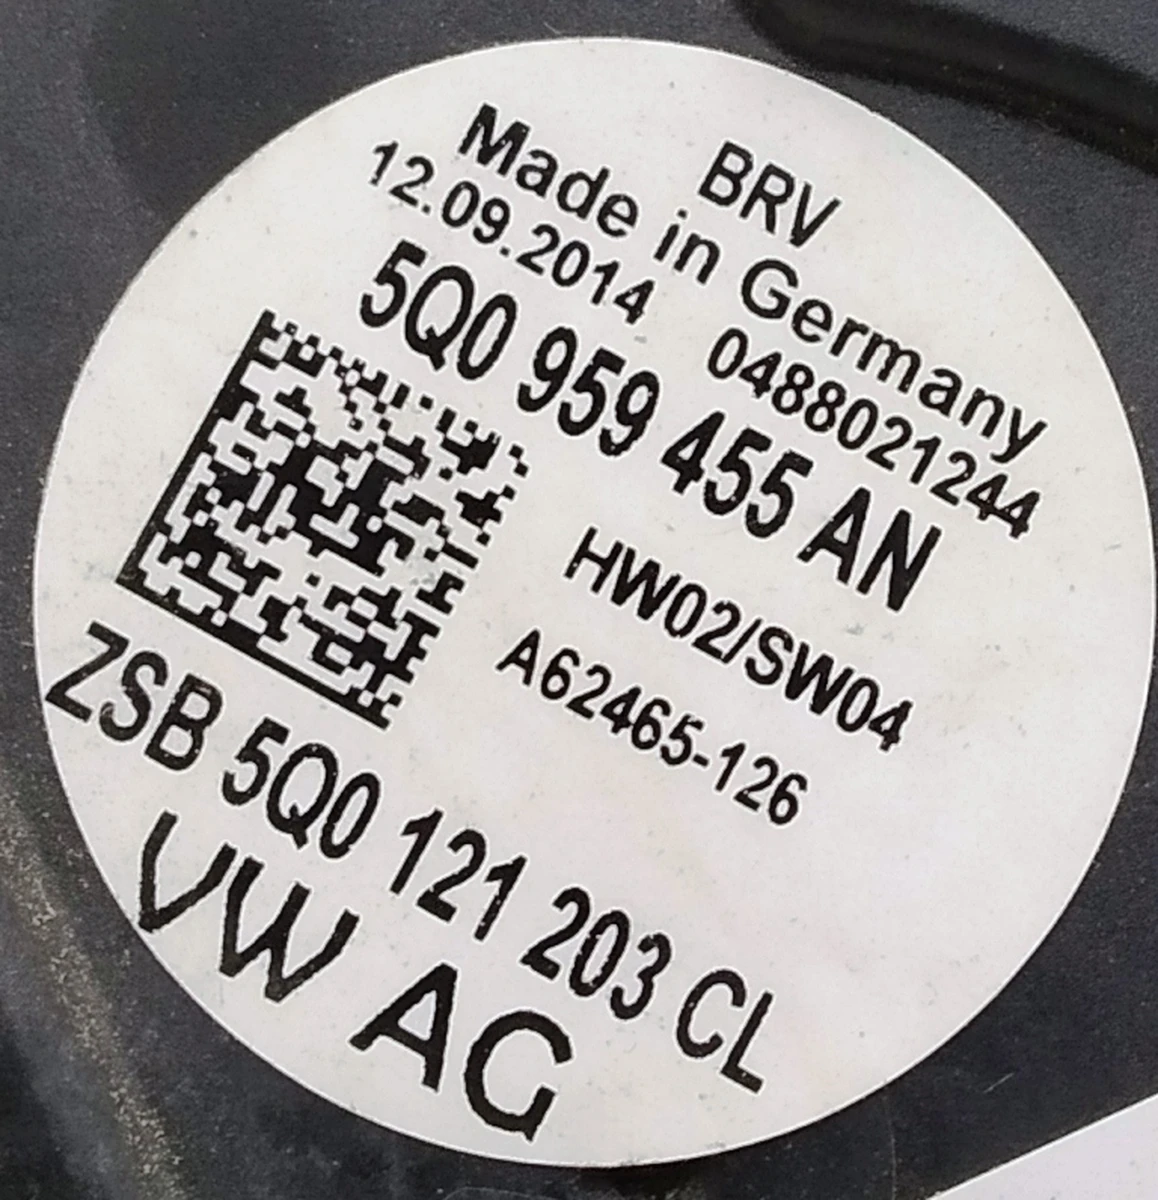 BRV
Made in Germany
12.09.2014 0488021244
5Q0 959 455 AN
HW02/SW04
A62465-126
ZSB 5Q0 121 203 CL
VW AG